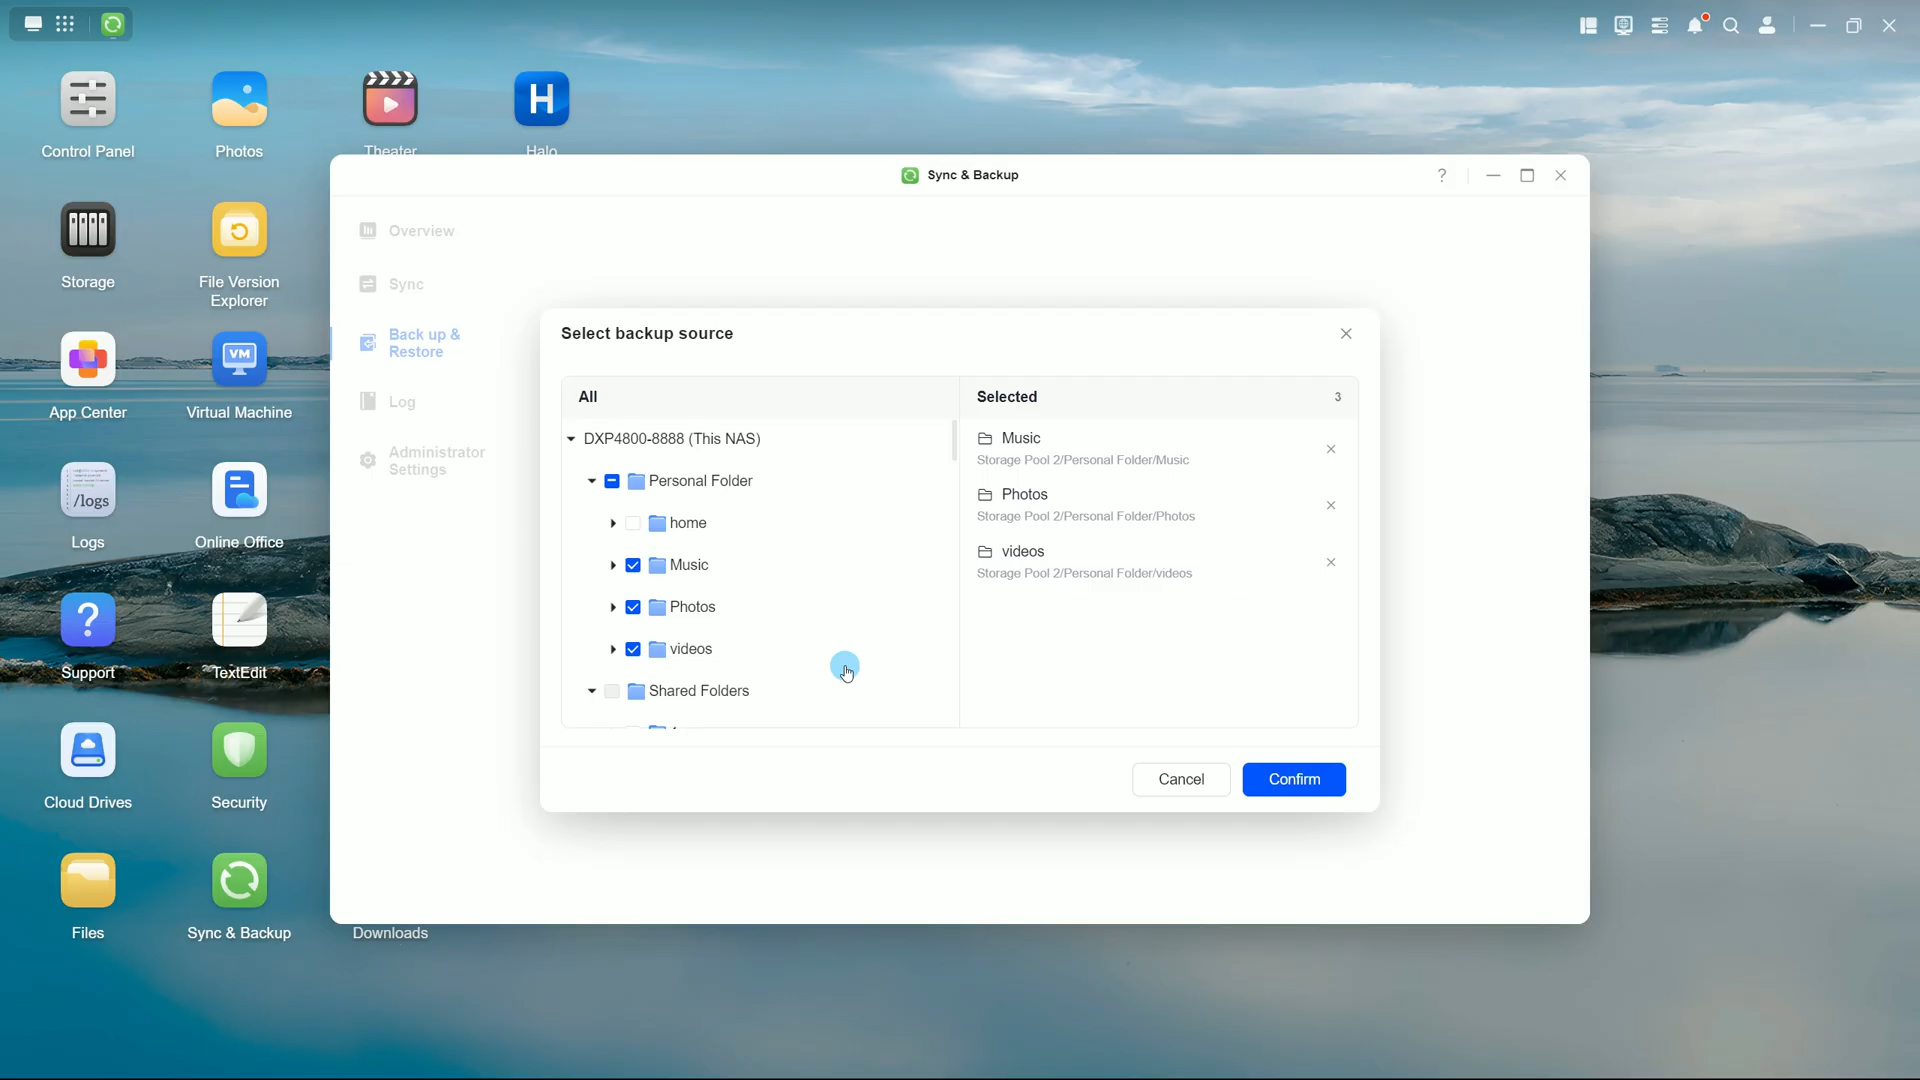 Control Panel
Photos
Theater
Halo
Storage
File Version
Explorer
App Center
VM
Virtual Machine
/logs
Logs
Online Office
?
Support
TextEdit
Cloud Drives
Security
Files
Sync & Backup
Downloads
Sync & Backup
?
Overview
Sync
Back up &
Restore
Log
Administrator
Settings
Select backup source
All
DXP4800-8888 (This NAS)
Personal Folder
home
Music
Photos
videos
Shared Folders
Selected 3
Music
Storage Pool 2/Personal Folder/Music
Photos
Storage Pool 2/Personal Folder/Photos
videos
Storage Pool 2/Personal Folder/videos
Cancel
Confirm